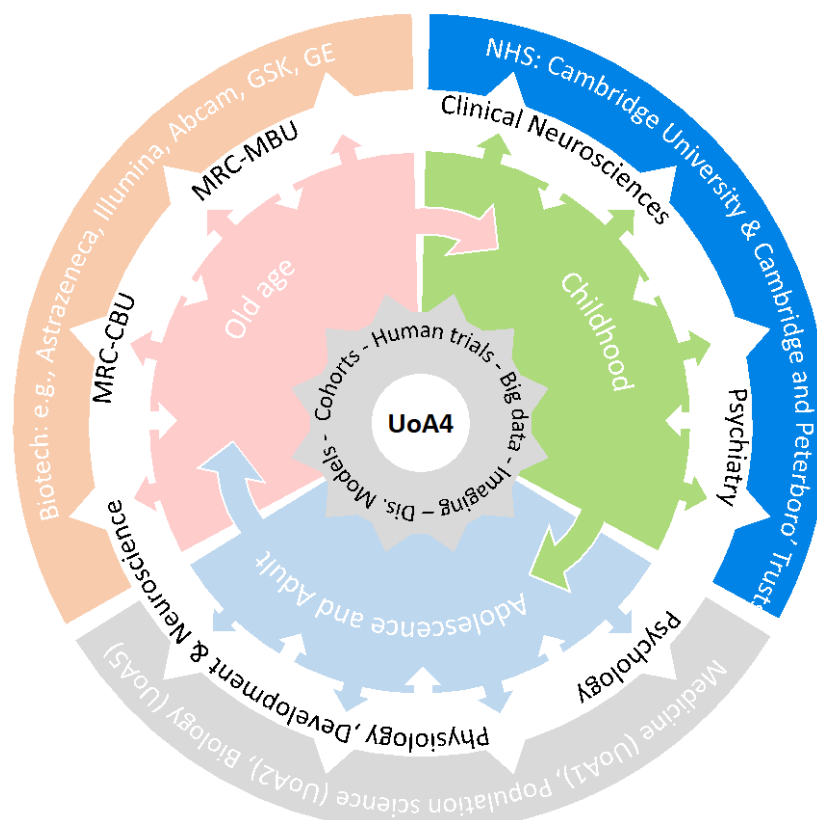 Biotech: e.g., Astrazeneca, Illumina, Abcam, GSK, GE
NHS: Cambridge University & Cambridge and Peterboro' Trusts
Medicine (UoA1), Population science (UoA2), Biology (UoA5)
MRC-CBU
MRC-MBU
Clinical Neurosciences
Psychiatry
Psychology
Physiology, Development & Neuroscience
Old age
Childhood
Adolescence and Adult
Cohorts - Human trials - Big data - Imaging – Dis. Models -
UoA4